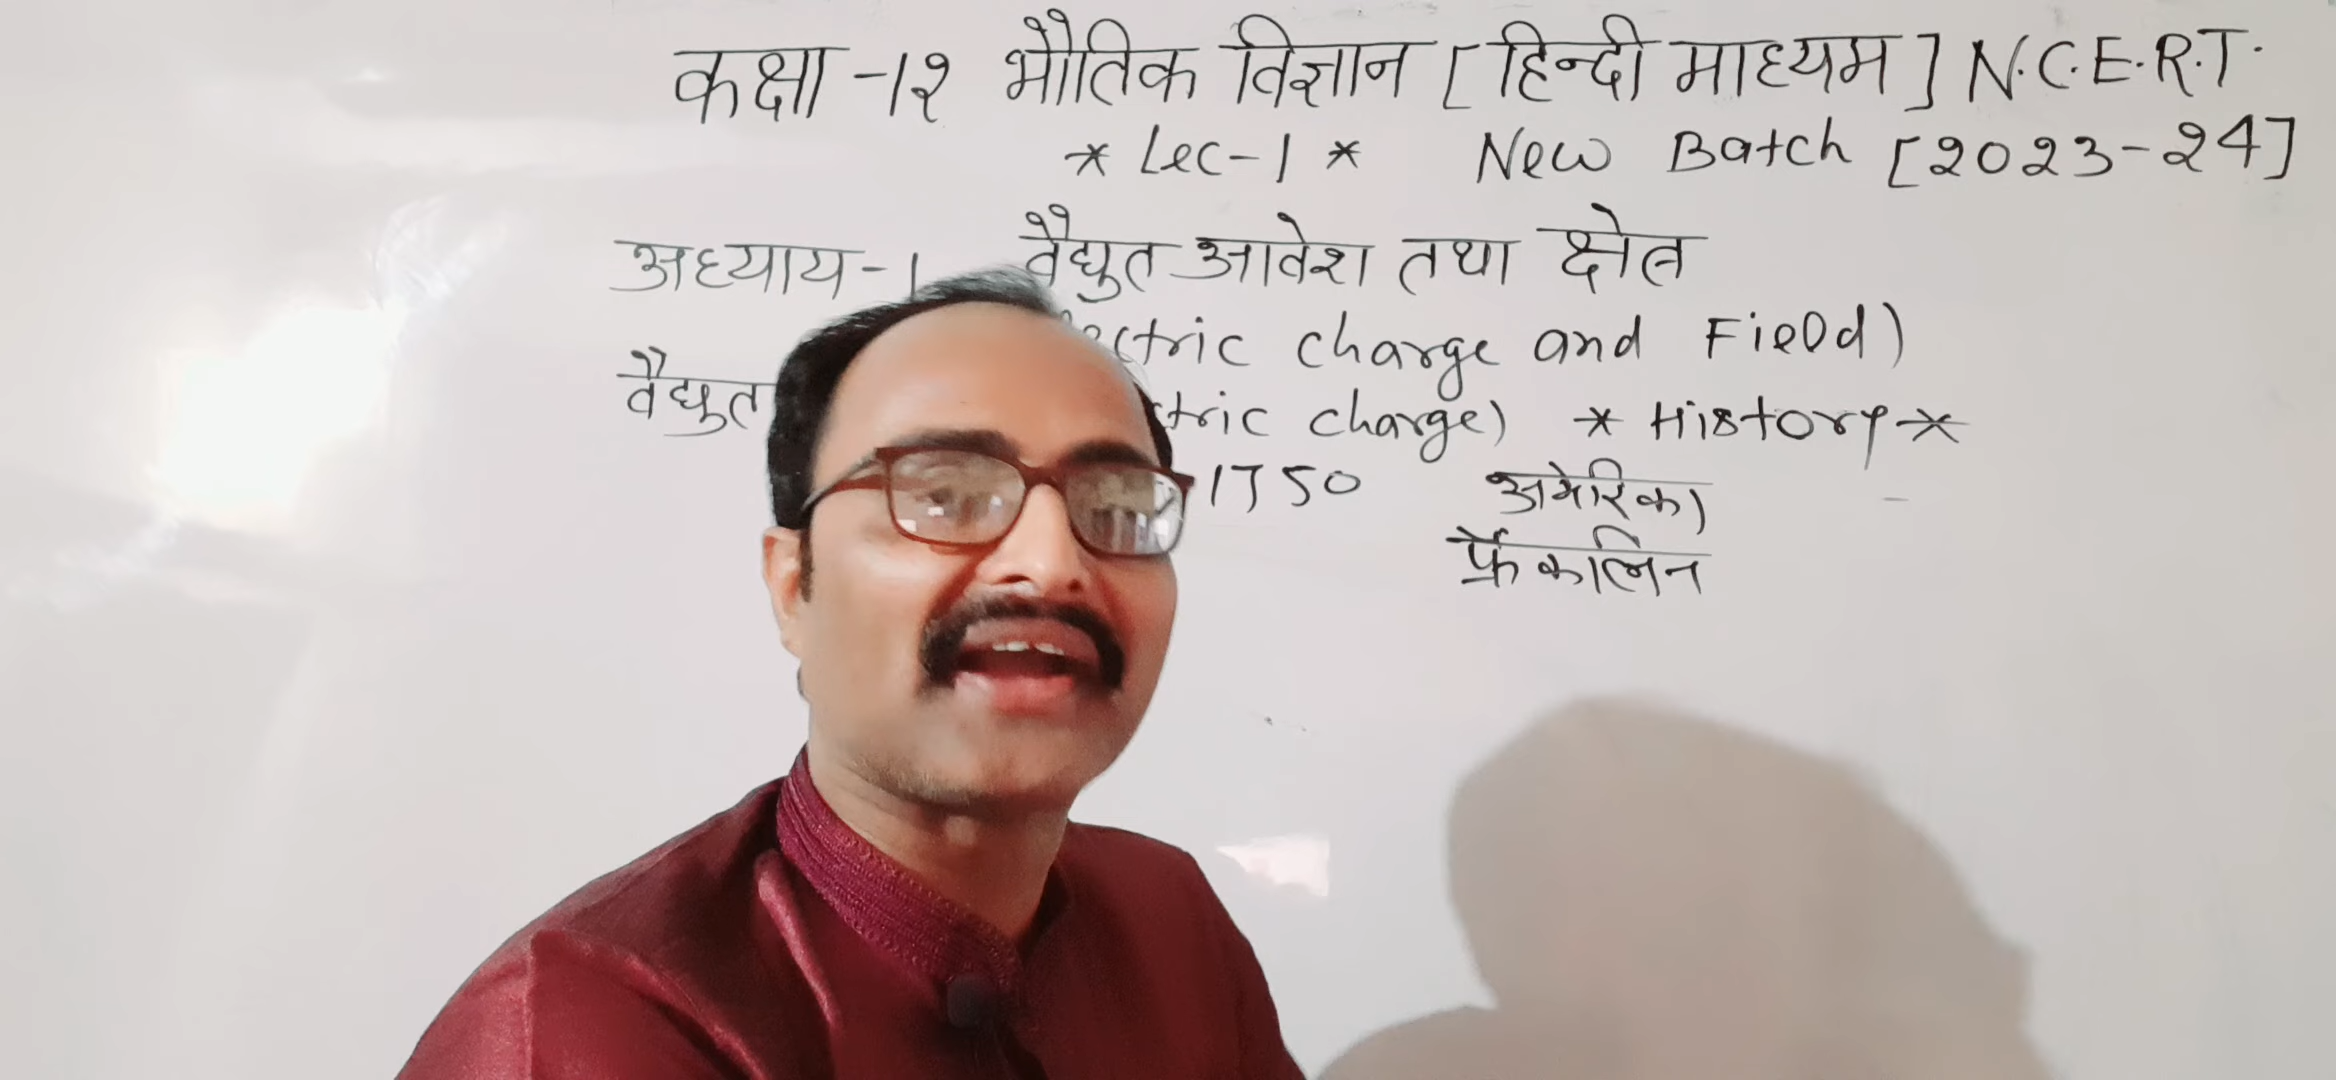 कक्षा -12 भौतिक विज्ञान [हिन्दी माध्यम] N.C.E.R.T.
* Lec-1 * New Batch [2023-24]
अध्याय-1 वैद्युत आवेश तथा क्षेत्र
ctric charge and Field)
वैद्युत tric charge) * History *
1750 अमेरिका
फ्रैंकलिन